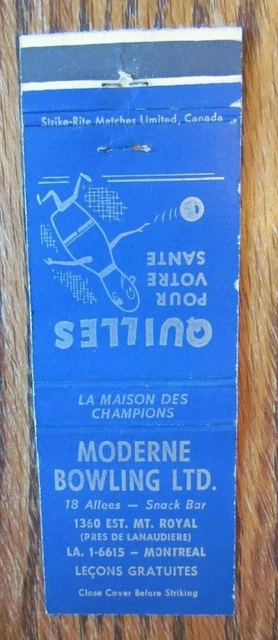 Strike-Rite Matches Limited, Canada
QUILLES
POUR
VOTRE
SANTE
LA MAISON DES
CHAMPIONS
MODERNE
BOWLING LTD.
18 Allees — Snack Bar
1360 EST. MT. ROYAL
(PRES DE LANAUDIERE)
LA. 1-6615 — MONTREAL
LEÇONS GRATUITES
Close Cover Before Striking